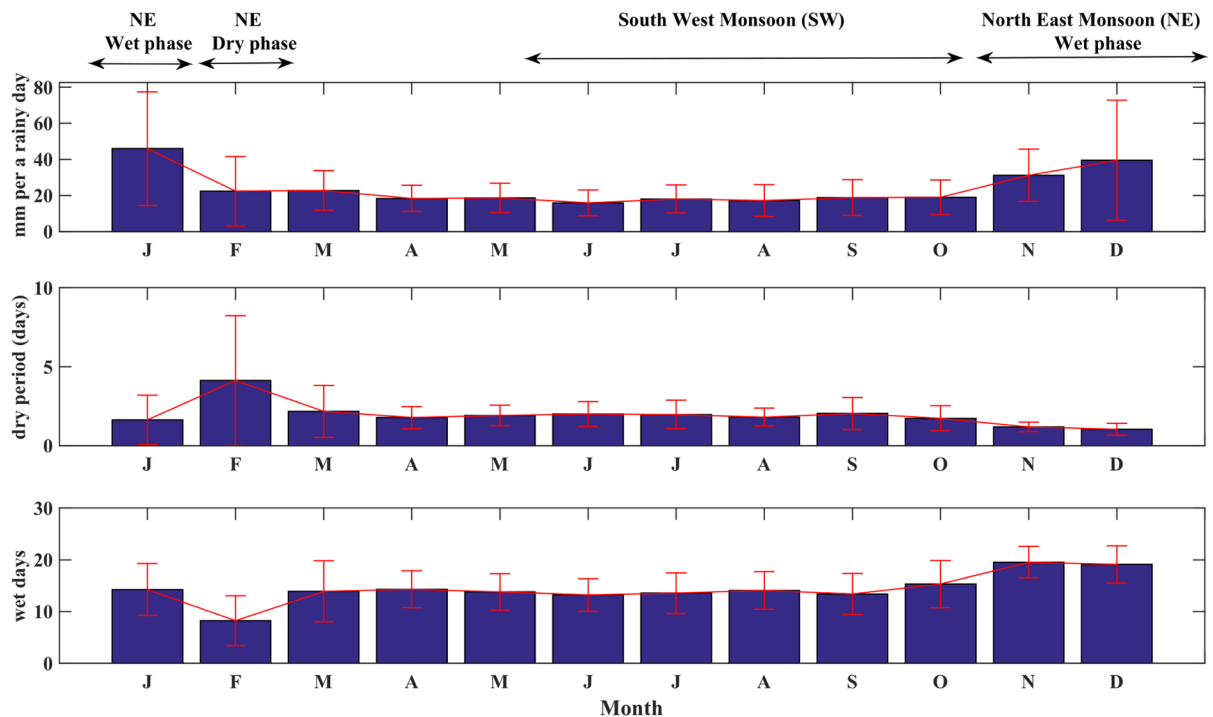 NE
Wet phase
NE
Dry phase
South West Monsoon (SW)
North East Monsoon (NE)
Wet phase
mm per a rainy day
80
60
40
20
0
J F M A M J J A S O N D
dry period (days)
10
5
0
J F M A M J J A S O N D
wet days
30
20
10
0
J F M A M J J A S O N D
Month